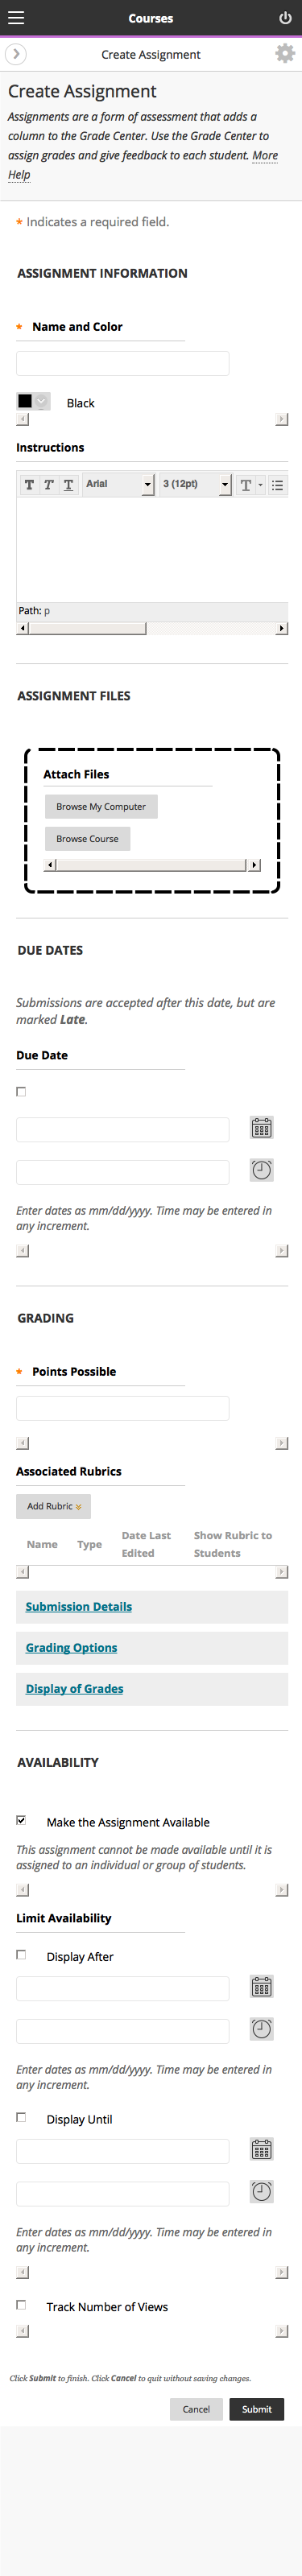 Courses
Create Assignment
Create Assignment
Assignments are a form of assessment that adds a
column to the Grade Center. Use the Grade Center to
assign grades and give feedback to each student. More
Help
* Indicates a required field.
ASSIGNMENT INFORMATION
* Name and Color
Black
Instructions
T T T Arial 3 (12pt) T
Path: p
ASSIGNMENT FILES
Attach Files
Browse My Computer
Browse Course
DUE DATES
Submissions are accepted after this date, but are
marked Late.
Due Date
Enter dates as mm/dd/yyyy. Time may be entered in
any increment.
GRADING
* Points Possible
Associated Rubrics
Add Rubric
Name Type Date Last Edited Show Rubric to Students
Submission Details
Grading Options
Display of Grades
AVAILABILITY
Make the Assignment Available
This assignment cannot be made available until it is
assigned to an individual or group of students.
Limit Availability
Display After
Enter dates as mm/dd/yyyy. Time may be entered in
any increment.
Display Until
Enter dates as mm/dd/yyyy. Time may be entered in
any increment.
Track Number of Views
Click Submit to finish. Click Cancel to quit without saving changes.
Cancel Submit